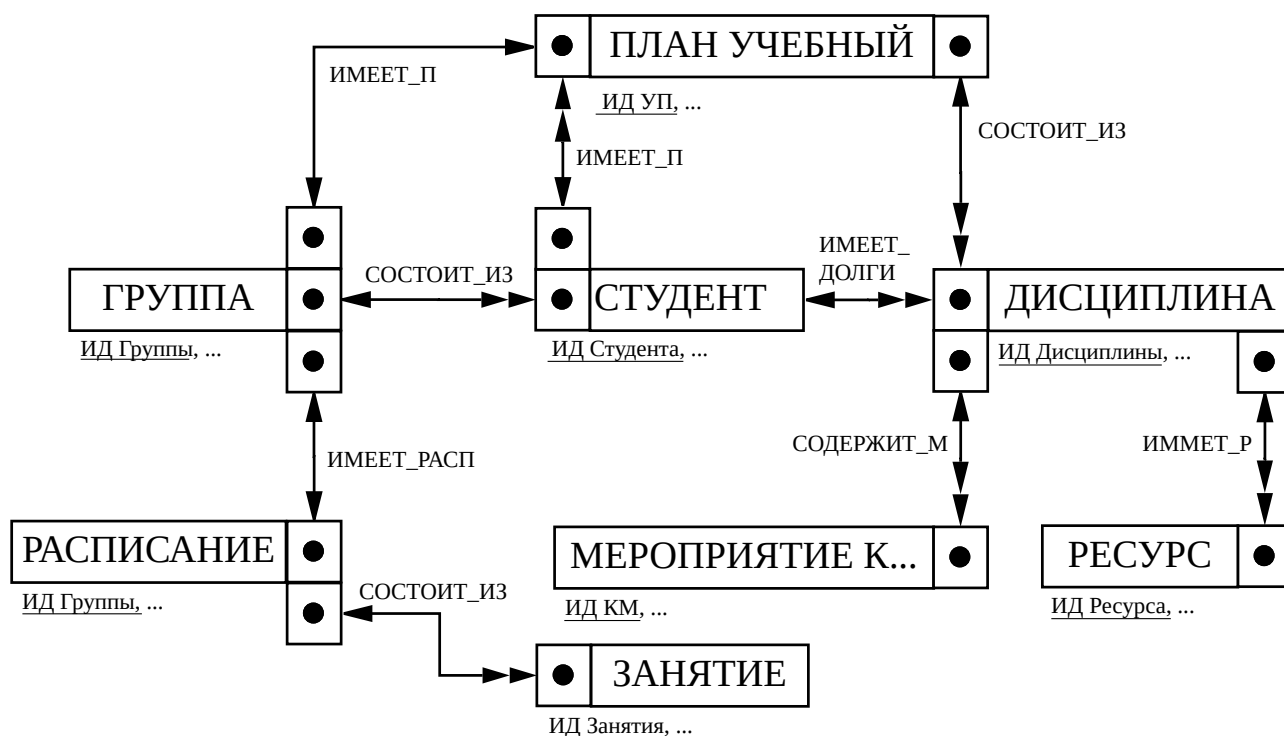 ПЛАН УЧЕБНЫЙ
ИМЕЕТ_П
ИД УП, ...
СОСТОИТ_ИЗ
ИМЕЕТ_П
ИМЕЕТ_
ДОЛГИ
СОСТОИТ_ИЗ
ГРУППА
СТУДЕНТ
ДИСЦИПЛИНА
ИД Группы, ...
ИД Студента, ...
ИД Дисциплины, ...
ИМЕЕТ_РАСП
СОДЕРЖИТ_М
ИММЕТ_Р
РАСПИСАНИЕ
МЕРОПРИЯТИЕ К...
РЕСУРС
ИД Группы, ...
СОСТОИТ_ИЗ
ИД КМ, ...
ИД Ресурса, ...
ЗАНЯТИЕ
ИД Занятия, ...